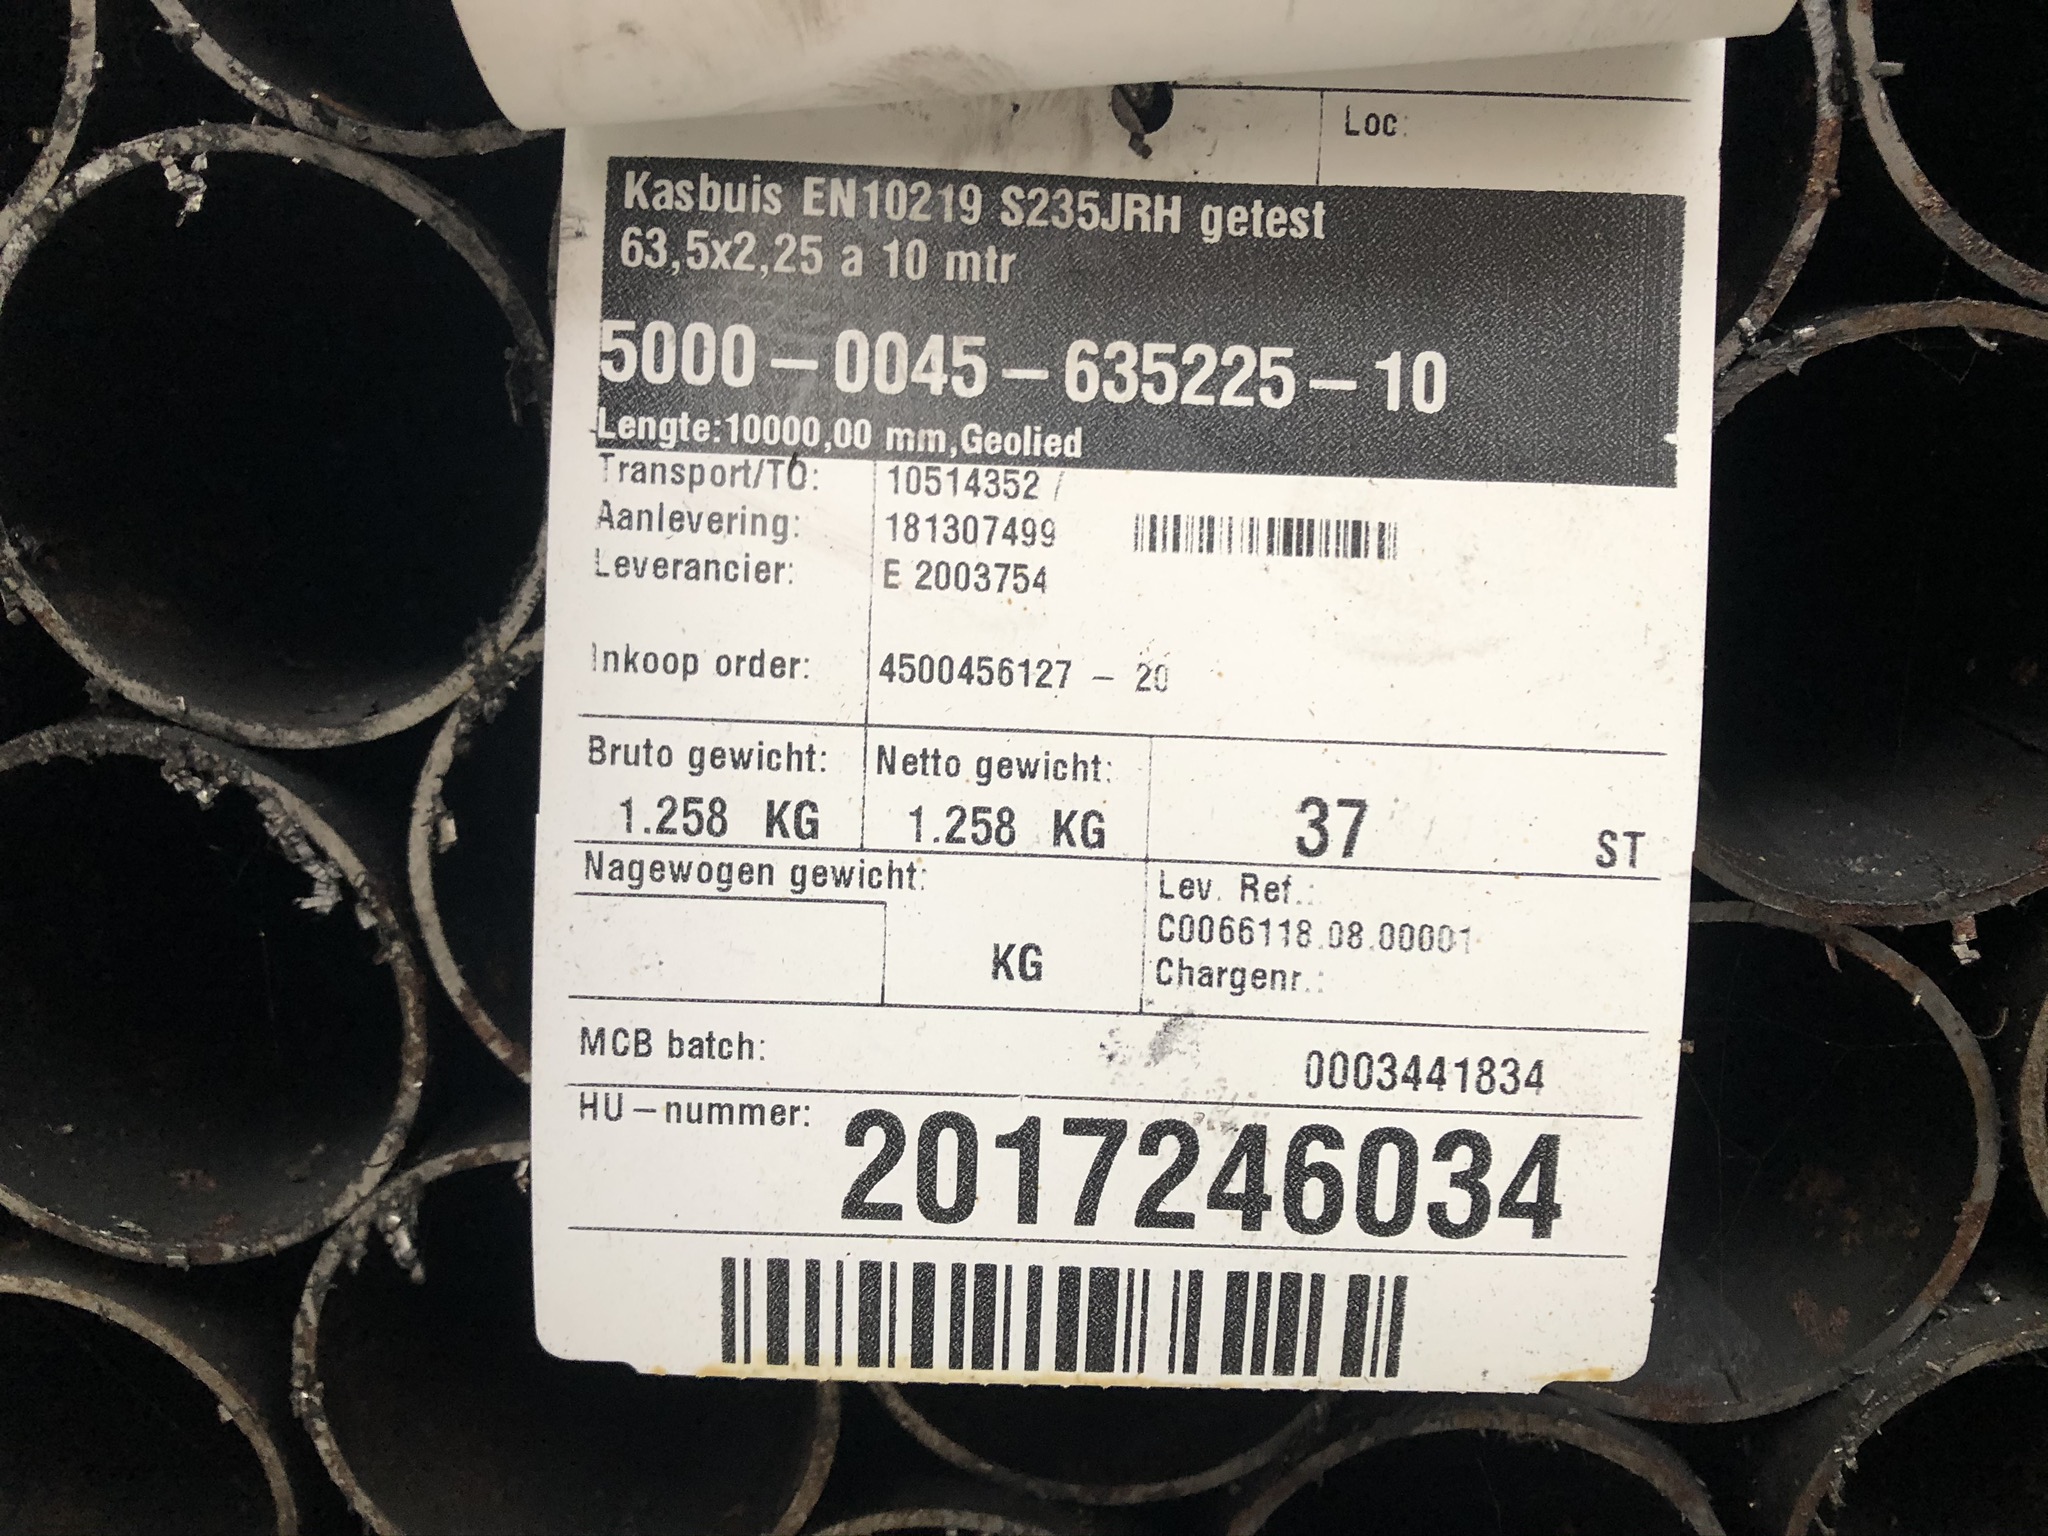 Loc:
Kasbuis EN10219 S235JRH getest
63,5x2,25 a 10 mtr
5000-0045-635225-10
Lengte:10000,00 mm,Geolied
Transport/TO: 10514352 /
Aanlevering: 181307499
Leverancier: E 2003754
Inkoop order: 4500456127 - 20
Bruto gewicht: Netto gewicht:
1.258 KG 1.258 KG 37 ST
Nagewogen gewicht: Lev. Ref.:
C0066118.08.00001
KG Chargenr.:
MCB batch: 0003441834
HU-nummer: 2017246034